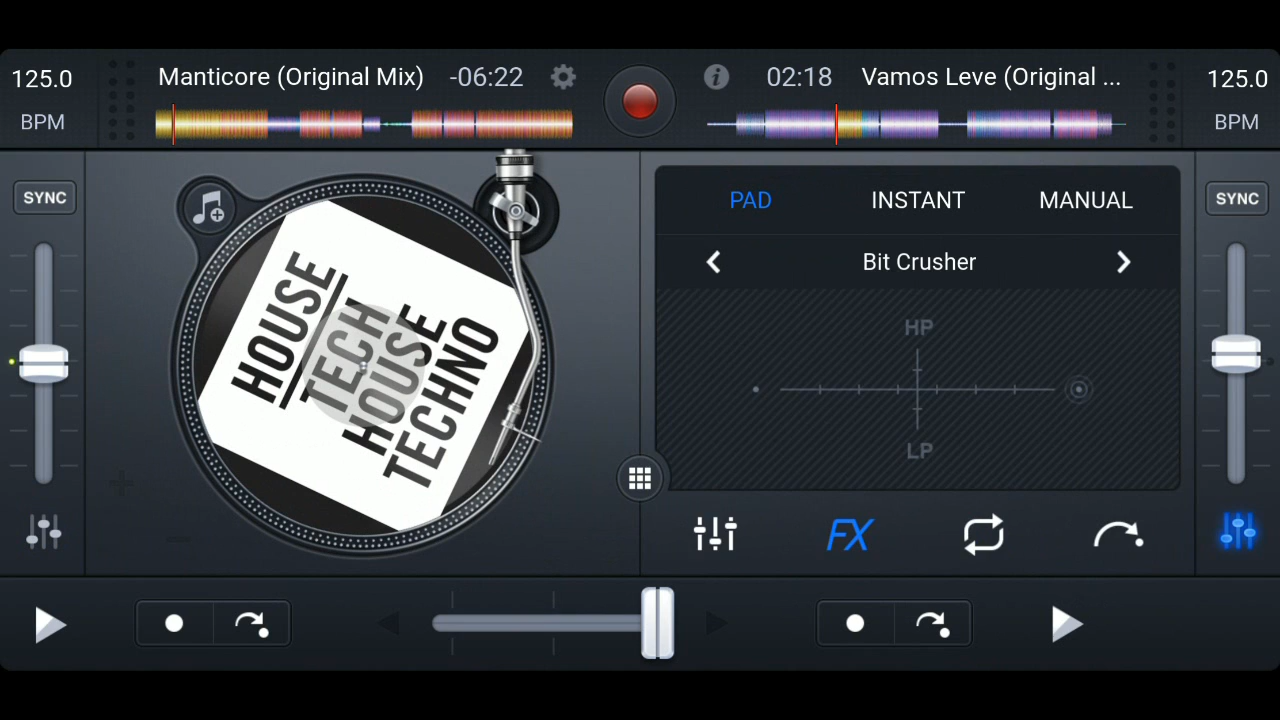 125.0
BPM
Manticore (Original Mix)
-06:22
02:18
Vamos Leve (Original ...
125.0
BPM
SYNC
HOUSE
TECH
HOUSE
TECHNO
PAD
INSTANT
MANUAL
Bit Crusher
HP
LP
FX
SYNC